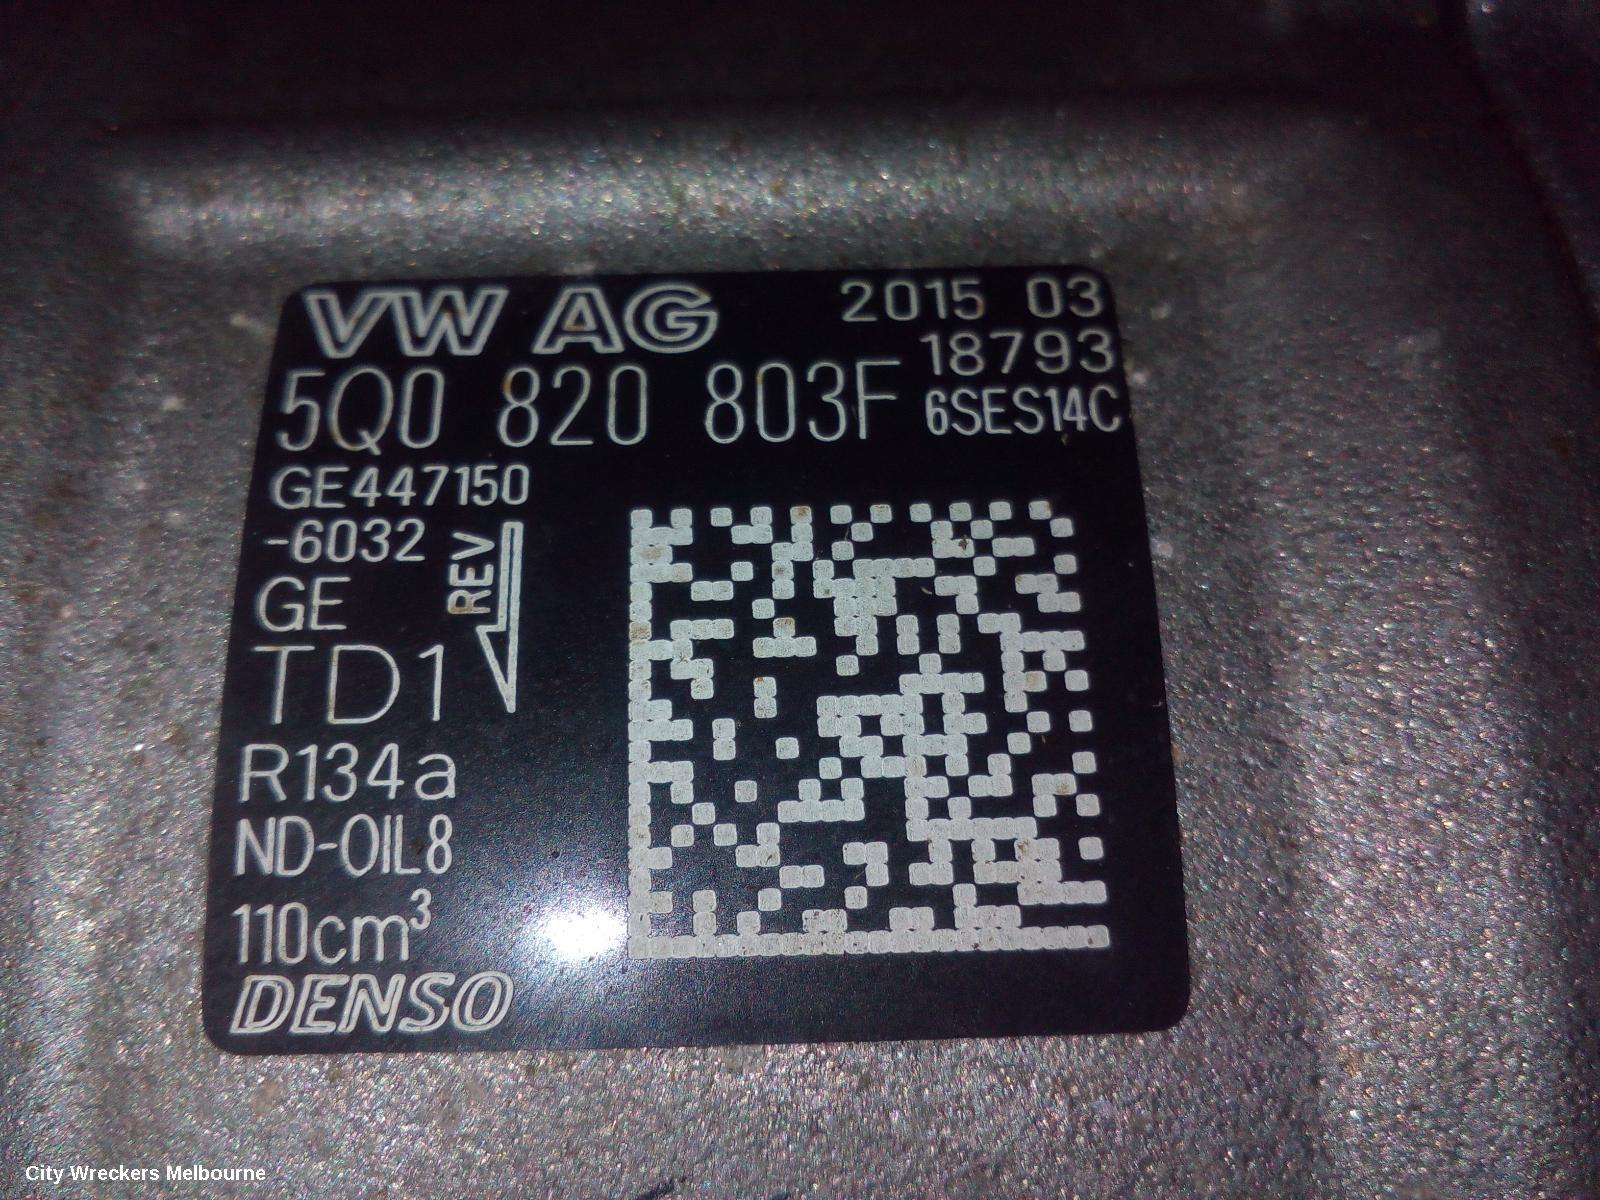 VW AG 2015 03
18793
5Q0 820 803F 6SES14C
GE447150
-6032
REV
GE
TD1
R134a
ND-OIL8
110cm³
DENSO
City Wreckers Melbourne